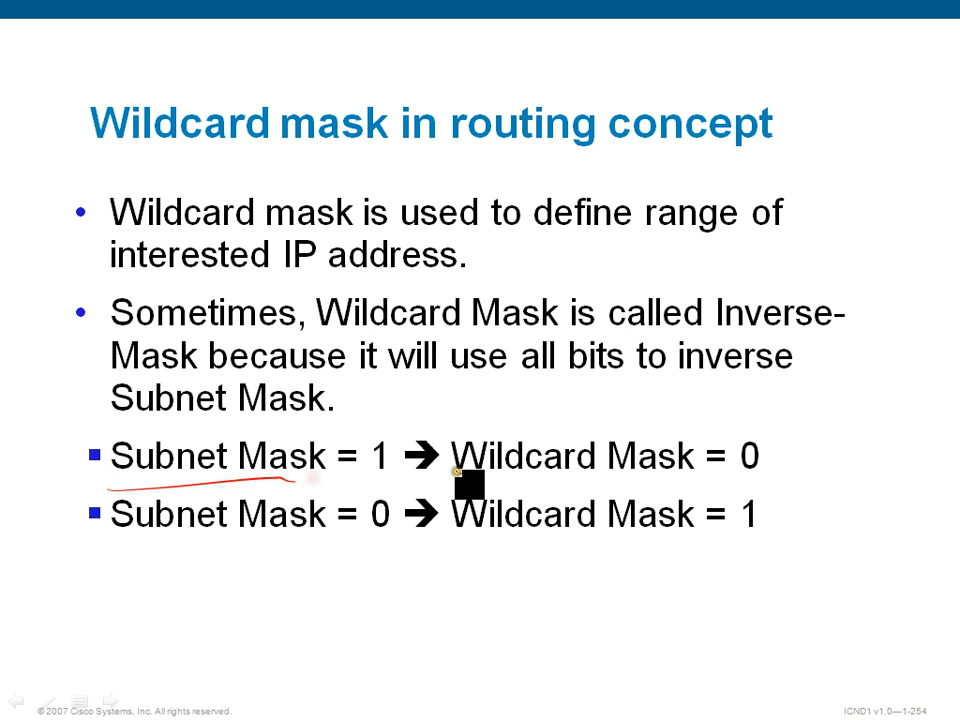 Wildcard mask in routing concept
• Wildcard mask is used to define range of
interested IP address.
• Sometimes, Wildcard Mask is called Inverse-
Mask because it will use all bits to inverse
Subnet Mask.
▪ Subnet Mask = 1 ➔ Wildcard Mask = 0
▪ Subnet Mask = 0 ➔ Wildcard Mask = 1
© 2007 Cisco Systems, Inc. All rights reserved.
ICND1 v1.0—1-254